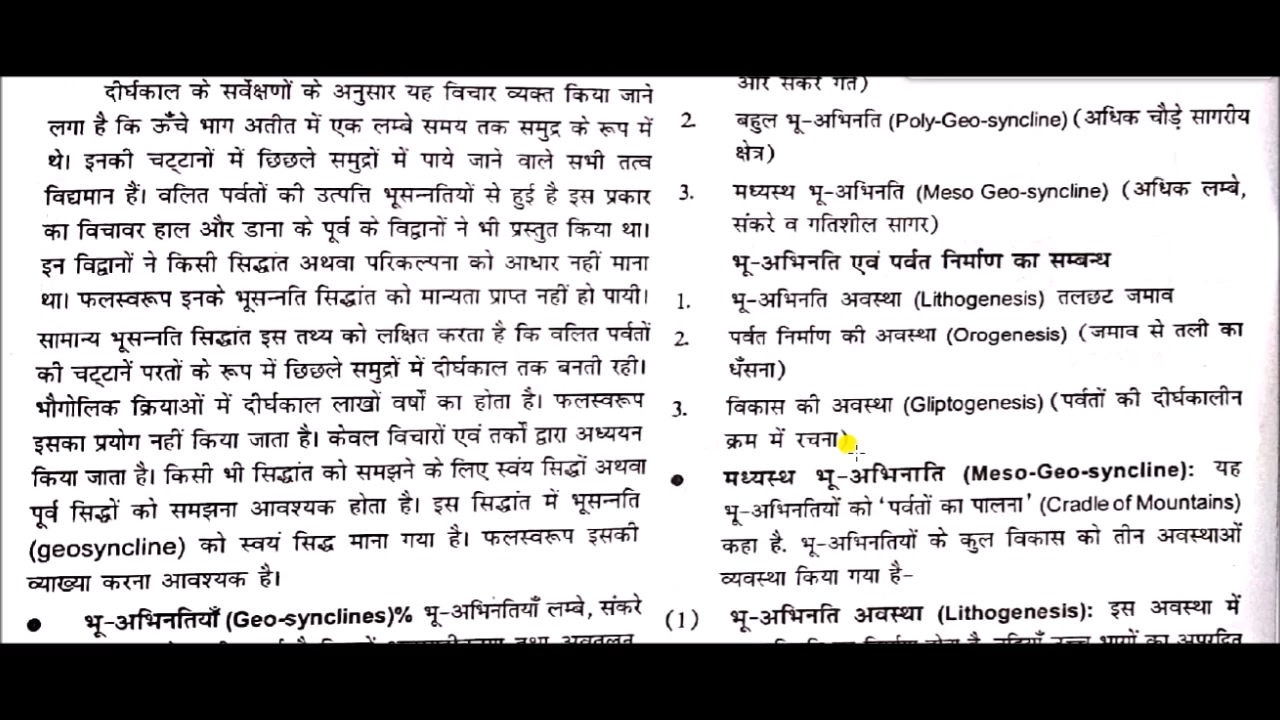 दीर्घकाल के सर्वेक्षणों के अनुसार यह विचार व्यक्त किया जाने
लगा है कि ऊँचे भाग अतीत में एक लम्बे समय तक समुद्र के रूप में
थे। इनकी चट्टानों में छिछले समुद्रों में पाये जाने वाले सभी तत्व
विद्यमान हैं। वलित पर्वतों की उत्पत्ति भूसन्नतियों से हुई है इस प्रकार
का विचावर हाल और डाना के पूर्व के विद्वानों ने भी प्रस्तुत किया था।
इन विद्वानों ने किसी सिद्धांत अथवा परिकल्पना को आधार नहीं माना
था। फलस्वरूप इनके भूसन्नति सिद्धांत को मान्यता प्राप्त नहीं हो पायी।
सामान्य भूसन्नति सिद्धांत इस तथ्य को लक्षित करता है कि वलित पर्वतों
की चट्टानें परतों के रूप में छिछले समुद्रों में दीर्घकाल तक बनती रही।
भौगोलिक क्रियाओं में दीर्घकाल लाखों वर्षों का होता है। फलस्वरूप
इसका प्रयोग नहीं किया जाता है। केवल विचारों एवं तर्कों द्वारा अध्ययन
किया जाता है। किसी भी सिद्धांत को समझने के लिए स्वंय सिद्धों अथवा
पूर्व सिद्धों को समझना आवश्यक होता है। इस सिद्धांत में भूसन्नति
(geosyncline) को स्वयं सिद्ध माना गया है। फलस्वरूप इसकी
व्याख्या करना आवश्यक है।
● भू-अभिनतियाँ (Geo-synclines)% भू-अभिनतियाँ लम्बे, संकरे
और सकरे गर्त)
2. बहुल भू-अभिनति (Poly-Geo-syncline) (अधिक चौड़े सागरीय
क्षेत्र)
3. मध्यस्थ भू-अभिनति (Meso Geo-syncline) (अधिक लम्बे,
संकरे व गतिशील सागर)
भू-अभिनति एवं पर्वत निर्माण का सम्बन्ध
1. भू-अभिनति अवस्था (Lithogenesis) तलछट जमाव
2. पर्वत निर्माण की अवस्था (Orogenesis) (जमाव से तली का
धँसना)
3. विकास की अवस्था (Gliptogenesis) (पर्वतों की दीर्घकालीन
क्रम में रचना)
● मध्यस्थ भू-अभिनाति (Meso-Geo-syncline): यह
भू-अभिनतियों को 'पर्वतों का पालना' (Cradle of Mountains)
कहा है. भू-अभिनतियों के कुल विकास को तीन अवस्थाओं
व्यवस्था किया गया है-
(1) भू-अभिनति अवस्था (Lithogenesis): इस अवस्था में